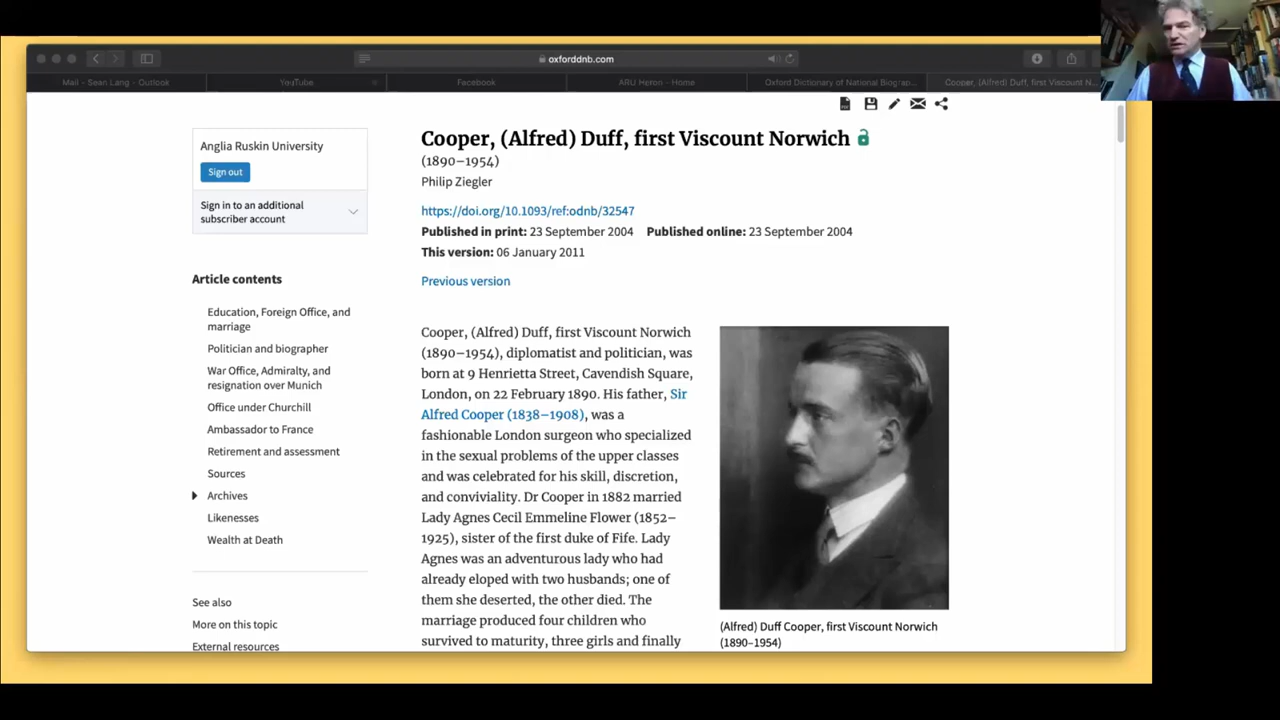 oxforddnb.com
Mail - Sean Lang - Outlook
YouTube
Facebook
ARU Heron - Home
Oxford Dictionary of National Biograp...
Cooper, (Alfred) Duff, first Viscount N...
Anglia Ruskin University
Sign out
Sign in to an additional
subscriber account
Article contents
Education, Foreign Office, and
marriage
Politician and biographer
War Office, Admiralty, and
resignation over Munich
Office under Churchill
Ambassador to France
Retirement and assessment
Sources
Archives
Likenesses
Wealth at Death
See also
More on this topic
External resources
Cooper, (Alfred) Duff, first Viscount Norwich
(1890–1954)
Philip Ziegler
https://doi.org/10.1093/ref:odnb/32547
Published in print: 23 September 2004 Published online: 23 September 2004
This version: 06 January 2011
Previous version
Cooper, (Alfred) Duff, first Viscount Norwich
(1890–1954), diplomatist and politician, was
born at 9 Henrietta Street, Cavendish Square,
London, on 22 February 1890. His father, Sir
Alfred Cooper (1838–1908), was a
fashionable London surgeon who specialized
in the sexual problems of the upper classes
and was celebrated for his skill, discretion,
and conviviality. Dr Cooper in 1882 married
Lady Agnes Cecil Emmeline Flower (1852–
1925), sister of the first duke of Fife. Lady
Agnes was an adventurous lady who had
already eloped with two husbands; one of
them she deserted, the other died. The
marriage produced four children who
survived to maturity, three girls and finally
(Alfred) Duff Cooper, first Viscount Norwich
(1890–1954)